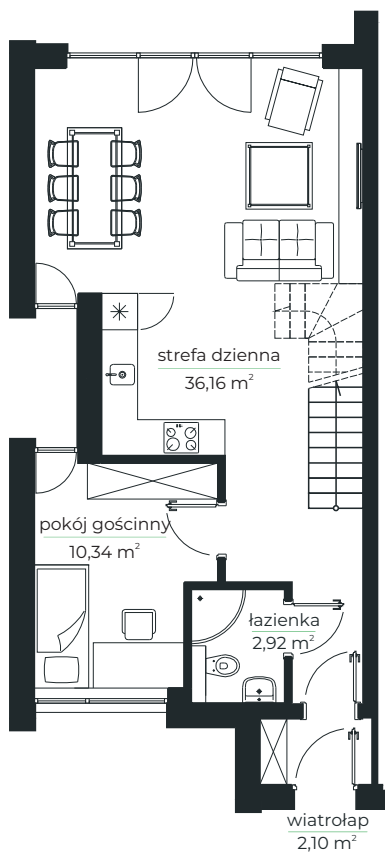 strefa dzienna
36,16 m²
pokój gościnny
10,34 m²
łazienka
2,92 m²
wiatrołap
2,10 m²